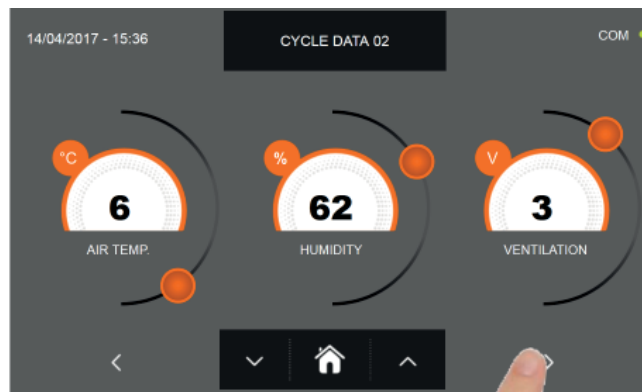 14/04/2017 - 15:36
CYCLE DATA 02
COM
°C
%
V
6
62
3
AIR TEMP.
HUMIDITY
VENTILATION